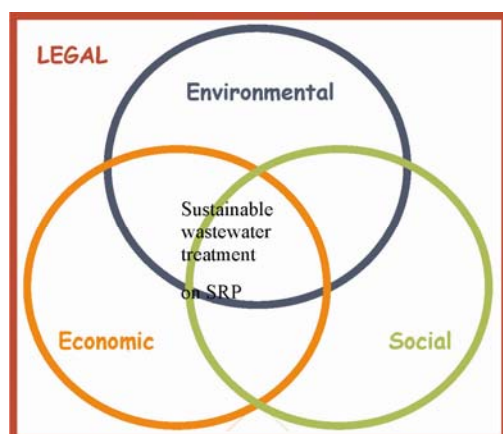 LEGAL
Environmental
Sustainable
wastewater
treatment
on SRP
Economic
Social